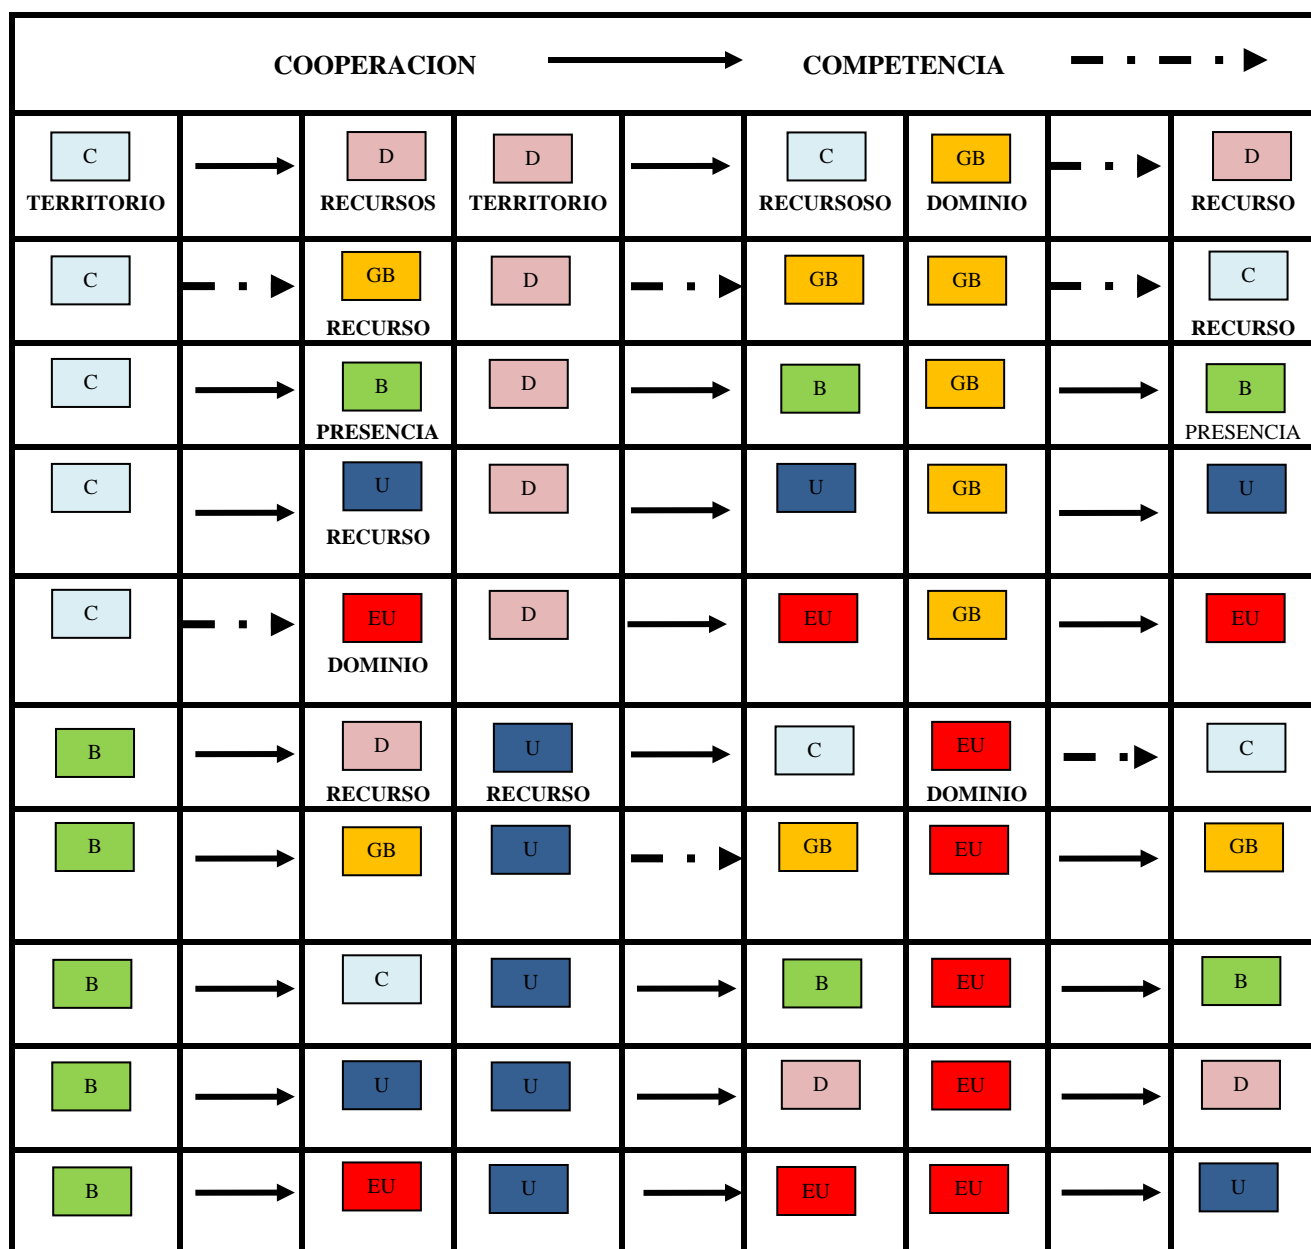 COOPERACION COMPETENCIA
C D D C GB D
TERRITORIO RECURSOS TERRITORIO RECURSOSO DOMINIO RECURSO
C GB D GB GB C
RECURSO RECURSO
C B D B GB B
PRESENCIA PRESENCIA
C U D U GB U
RECURSO
C EU D EU GB EU
DOMINIO
B D U C EU C
RECURSO RECURSO DOMINIO
B GB U GB EU GB
B C U B EU B
B U U D EU D
B EU U EU EU U